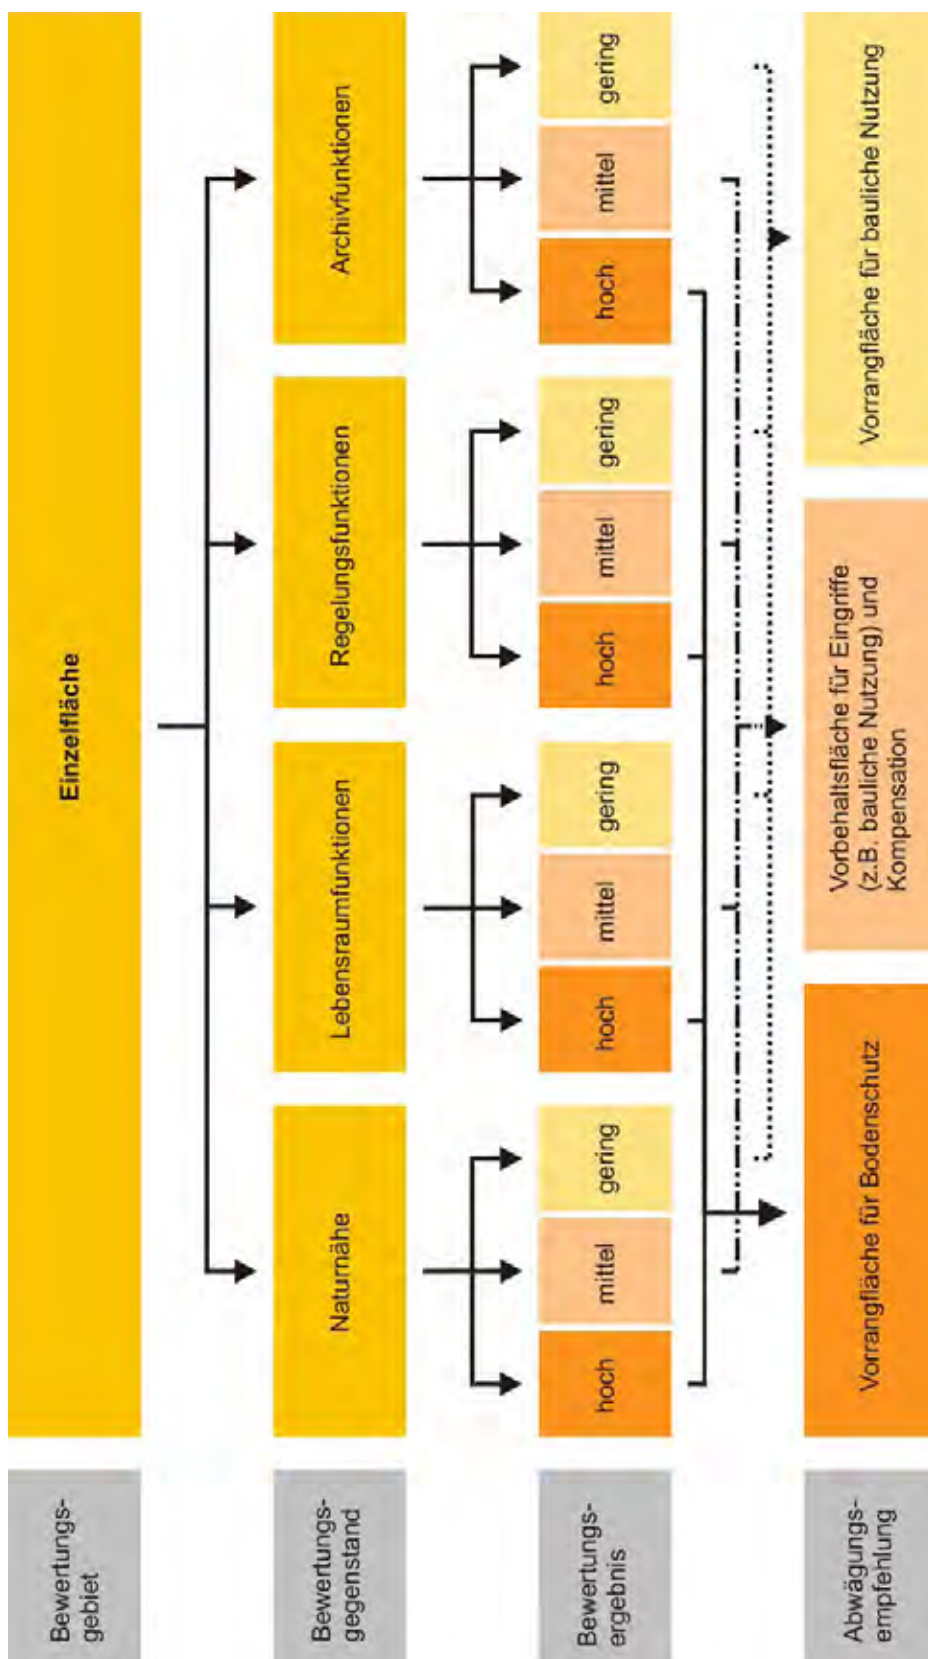 Bewertungs-
gebiet
Einzelfläche
Bewertungs-
gegenstand
Naturnähe
Lebensraumfunktionen
Regelungsfunktionen
Archivfunktionen
Bewertungs-
ergebnis
hoch
mittel
gering
hoch
mittel
gering
hoch
mittel
gering
hoch
mittel
gering
Abwägungs-
empfehlung
Vorrangfläche für Bodenschutz
Vorbehaltsfläche für Eingriffe
(z.B. bauliche Nutzung) und
Kompensation
Vorrangfläche für bauliche Nutzung